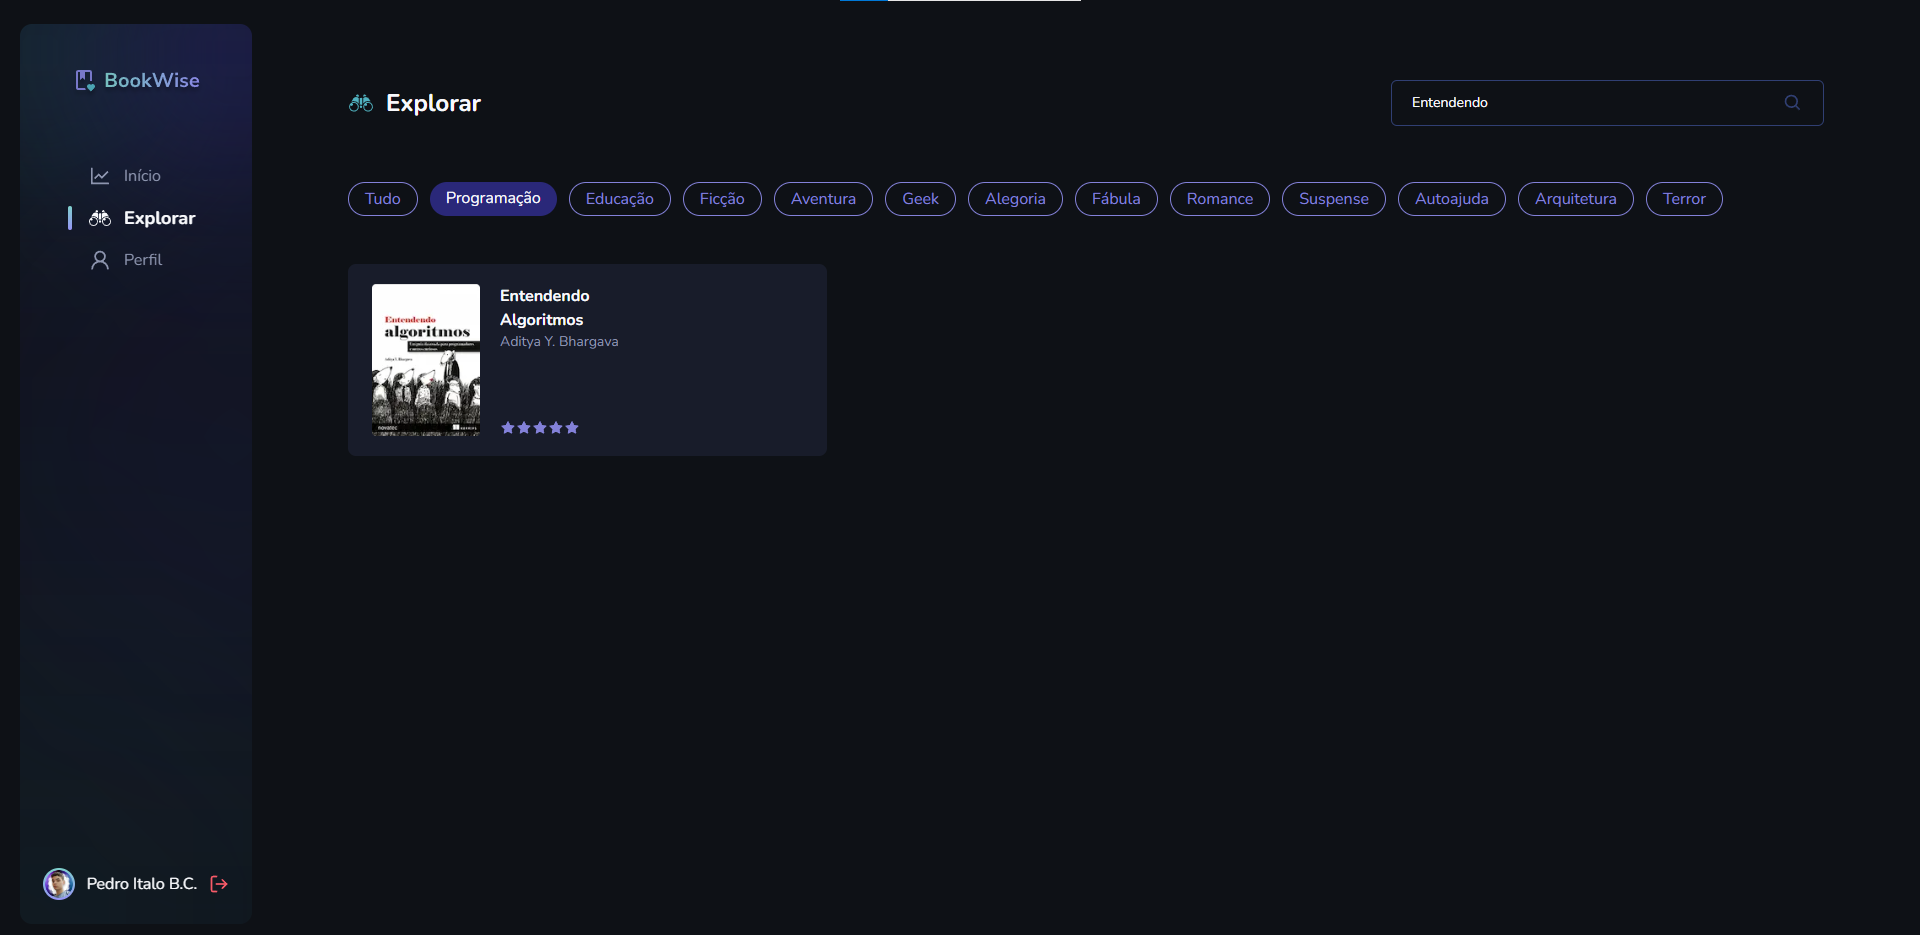 BookWise
Início
Explorar
Perfil
Pedro Italo B.C.
Explorar
Entendendo
Tudo
Programação
Educação
Ficção
Aventura
Geek
Alegoria
Fábula
Romance
Suspense
Autoajuda
Arquitetura
Terror
Entendendo
algoritmos
novatec
Entendendo
Algoritmos
Aditya Y. Bhargava